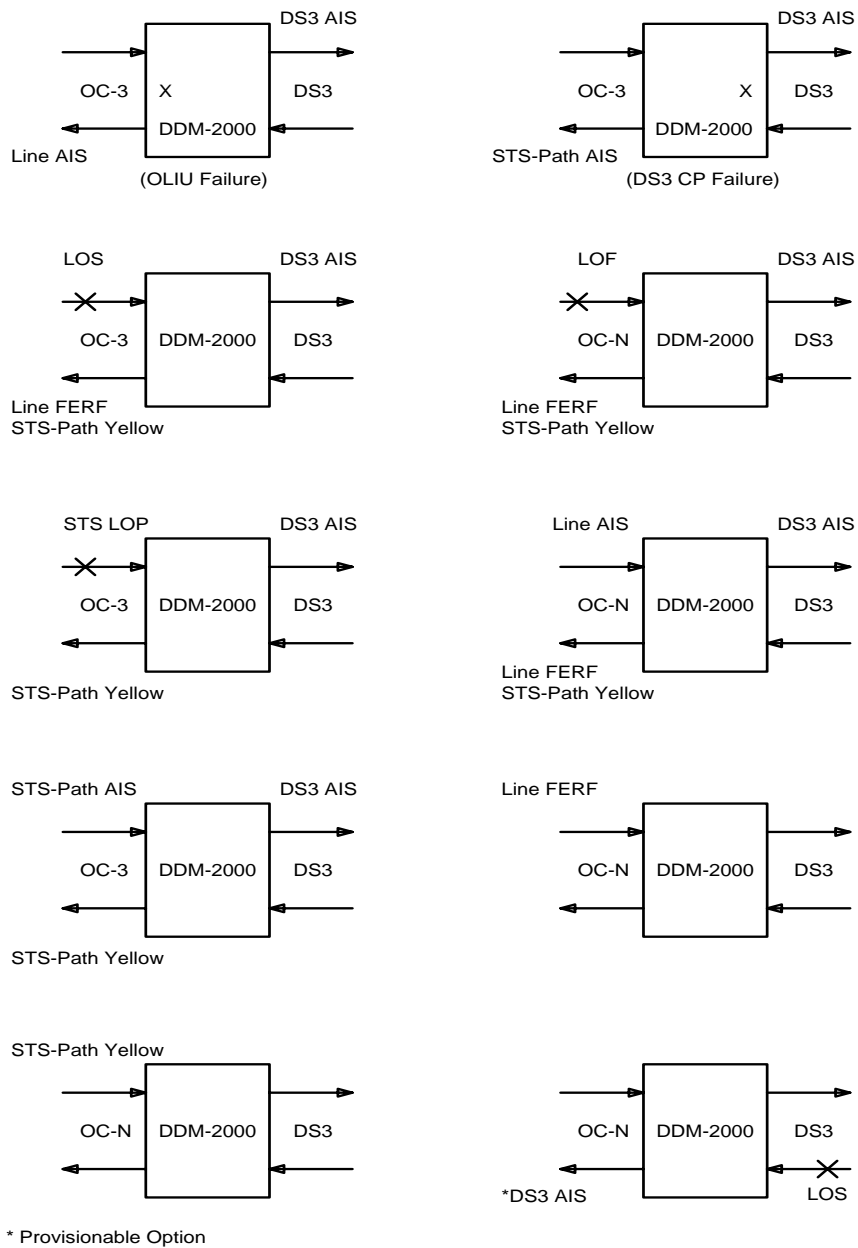 DS3 AIS
OC-3 X DS3
DDM-2000
Line AIS
(OLIU Failure)
DS3 AIS
OC-3 X DS3
DDM-2000
STS-Path AIS
(DS3 CP Failure)
LOS DS3 AIS
OC-3 DDM-2000 DS3
Line FERF
STS-Path Yellow
LOF DS3 AIS
OC-N DDM-2000 DS3
Line FERF
STS-Path Yellow
STS LOP DS3 AIS
OC-3 DDM-2000 DS3
STS-Path Yellow
Line AIS DS3 AIS
OC-N DDM-2000 DS3
Line FERF
STS-Path Yellow
STS-Path AIS DS3 AIS
OC-3 DDM-2000 DS3
STS-Path Yellow
Line FERF
OC-N DDM-2000 DS3
STS-Path Yellow
OC-N DDM-2000 DS3
OC-N DDM-2000 DS3
*DS3 AIS LOS
* Provisionable Option